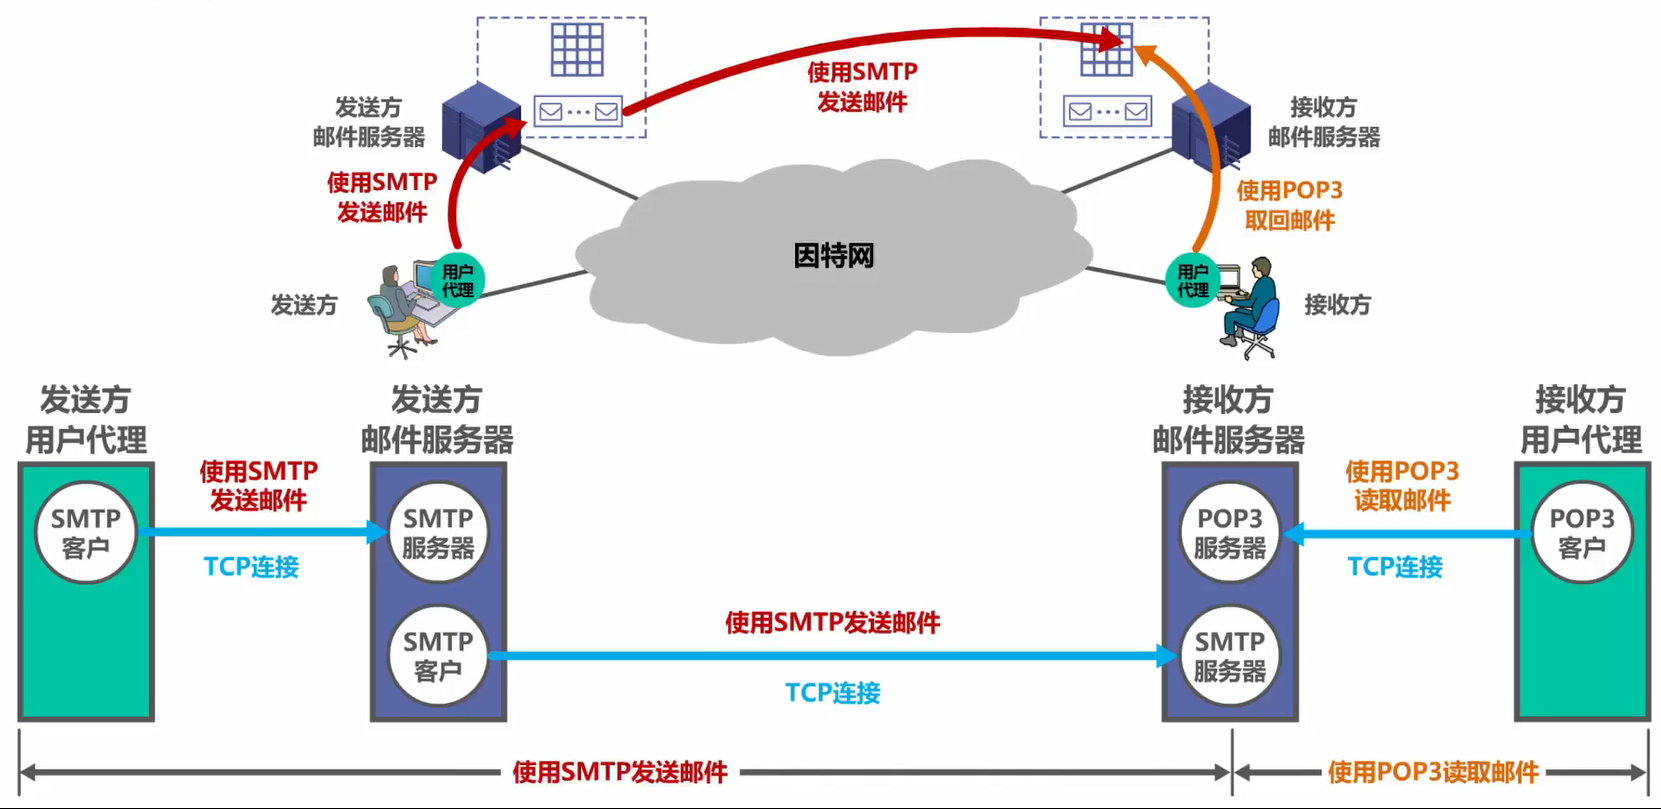 使用SMTP
发送邮件
发送方
邮件服务器
接收方
邮件服务器
使用SMTP
发送邮件
使用POP3
取回邮件
因特网
用户
代理
用户
代理
发送方
接收方
发送方
用户代理
发送方
邮件服务器
接收方
邮件服务器
接收方
用户代理
使用SMTP
发送邮件
使用POP3
读取邮件
SMTP
客户
SMTP
服务器
POP3
服务器
POP3
客户
TCP连接
TCP连接
使用SMTP发送邮件
SMTP
客户
SMTP
服务器
TCP连接
使用SMTP发送邮件
使用POP3读取邮件